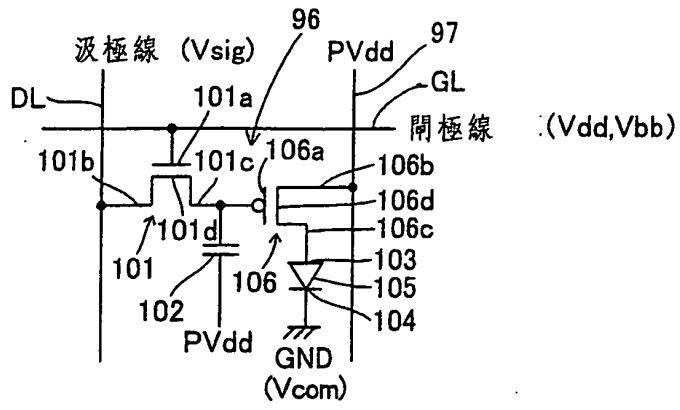 汲極線 (Vsig)
96
PVdd
97
DL
101a
GL
閘極線 :(Vdd,Vbb)
101b
101c
106a
106b
101d
106d
101
106c
102
106
103
105
104
PVdd
GND
(Vcom)